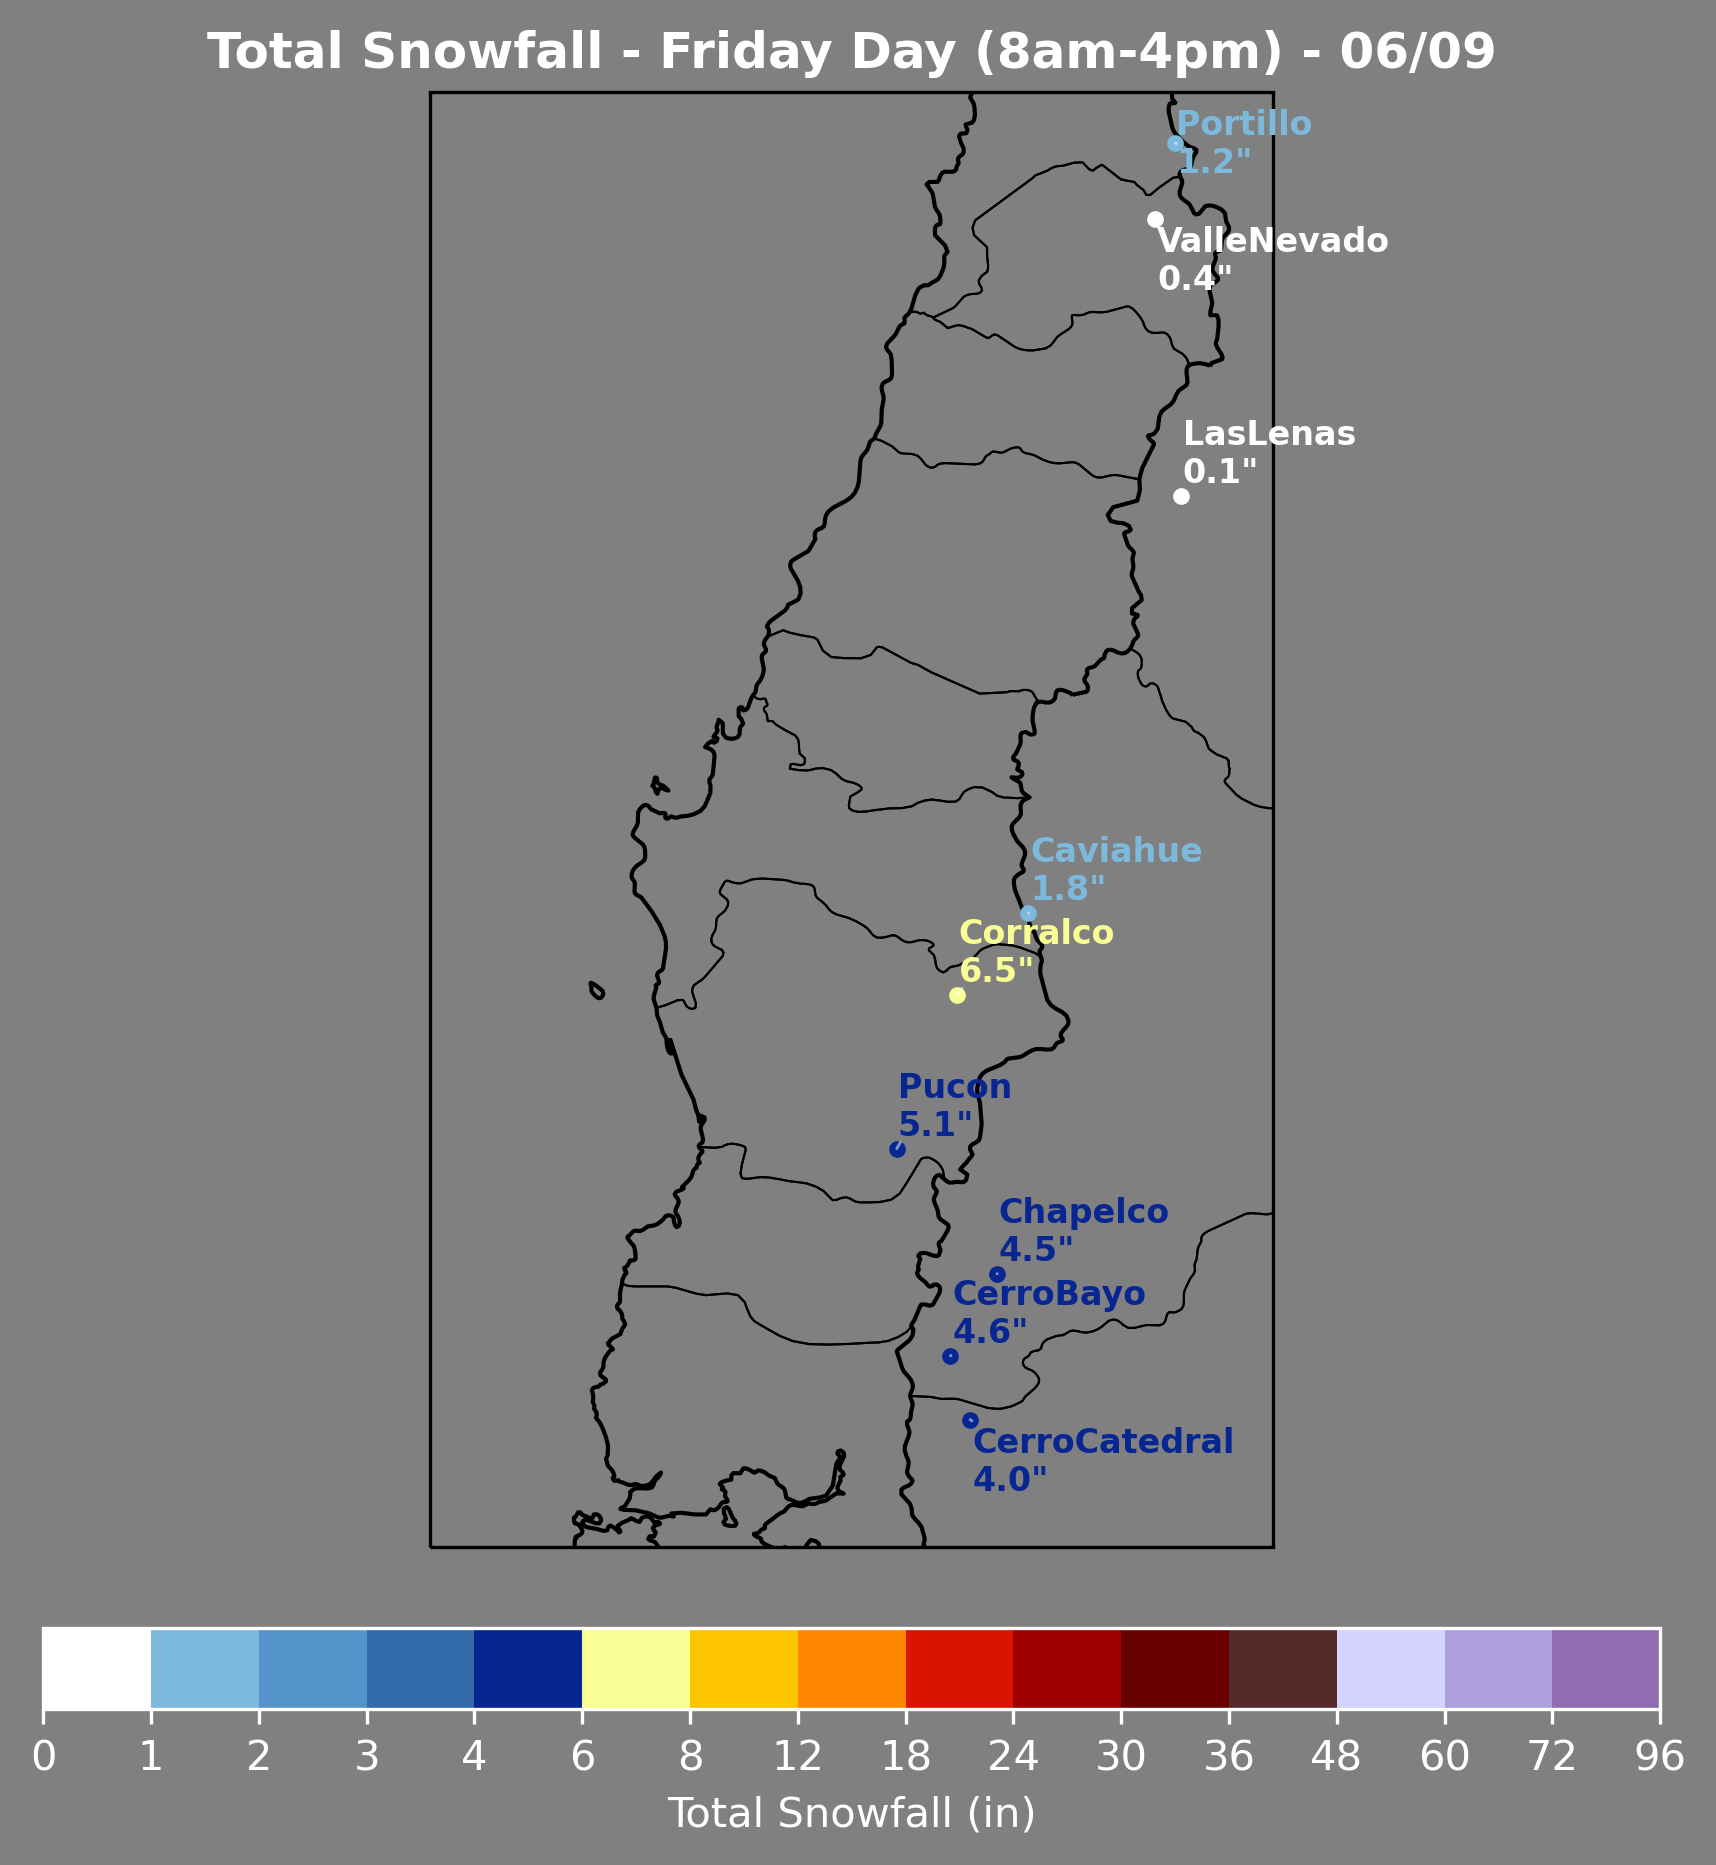 Total Snowfall - Friday Day (8am-4pm) - 06/09
Portillo
1.2"
ValleNevado
0.4"
LasLenas
0.1"
Caviahue
1.8"
Corralco
6.5"
Pucon
5.1"
Chapelco
4.5"
CerroBayo
4.6"
CerroCatedral
4.0"
0 1 2 3 4 6 8 12 18 24 30 36 48 60 72 96
Total Snowfall (in)